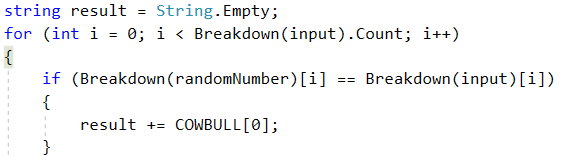 string result = String.Empty;
for (int i = 0; i < Breakdown(input).Count; i++)
{
    if (Breakdown(randomNumber)[i] == Breakdown(input)[i])
    {
        result += COWBULL[0];
    }